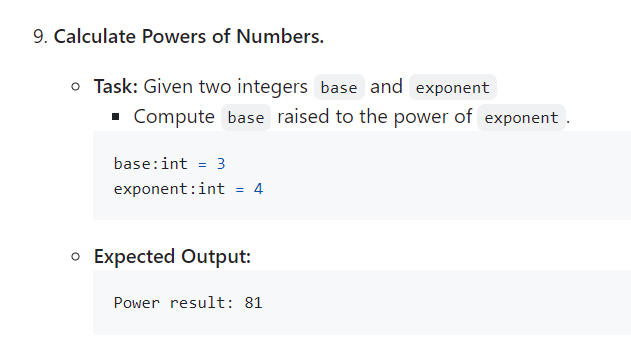 9. Calculate Powers of Numbers.
Task: Given two integers base and exponent
Compute base raised to the power of exponent .
base:int = 3
exponent:int = 4
Expected Output:
Power result: 81